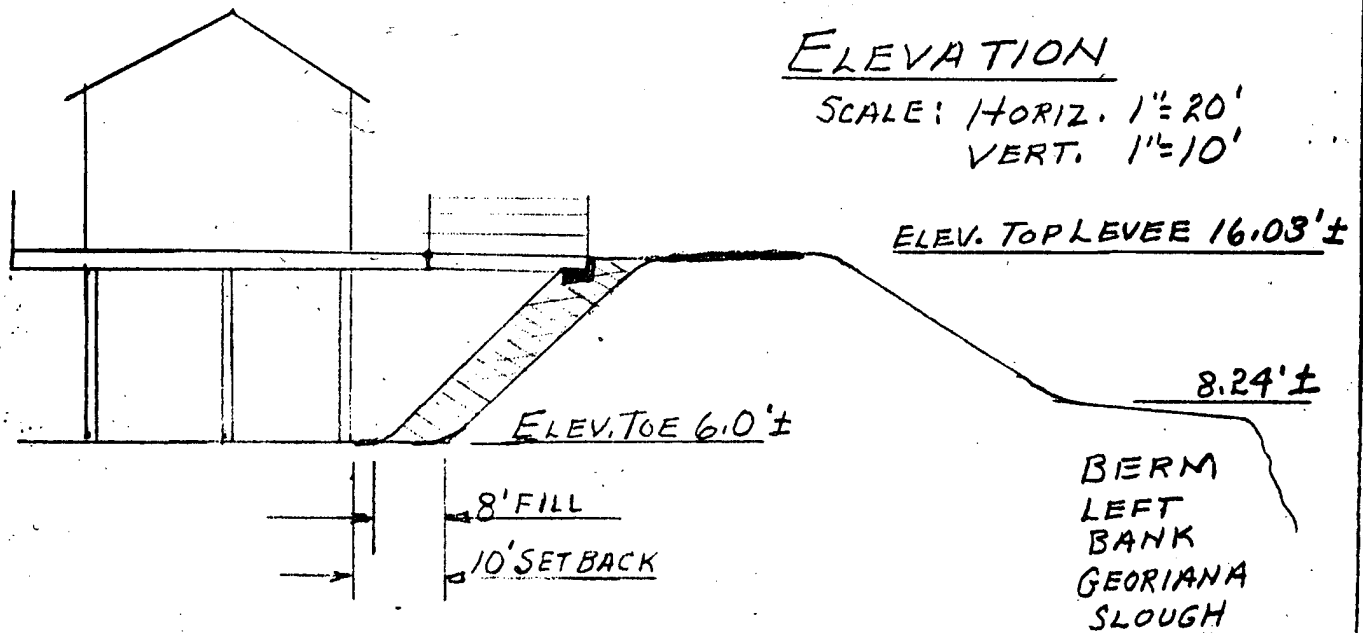 ELEVATION
SCALE: HORIZ. 1"=20'
VERT. 1"=10'
ELEV. TOP LEVEE 16.03'±
8.24'±
ELEV. TOE 6.0'±
8' FILL
10' SETBACK
BERM
LEFT
BANK
GEORIANA
SLOUGH